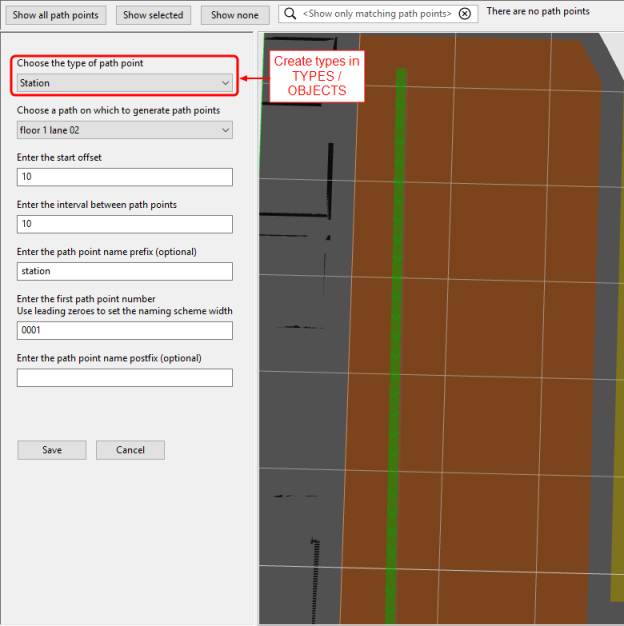 Show all path points
Show selected
Show none
<Show only matching path points>
There are no path points
Choose the type of path point
Station
Create types in
TYPES /
OBJECTS
Choose a path on which to generate path points
floor 1 lane 02
Enter the start offset
10
Enter the interval between path points
10
Enter the path point name prefix (optional)
station
Enter the first path point number
Use leading zeroes to set the naming scheme width
0001
Enter the path point name postfix (optional)
Save
Cancel